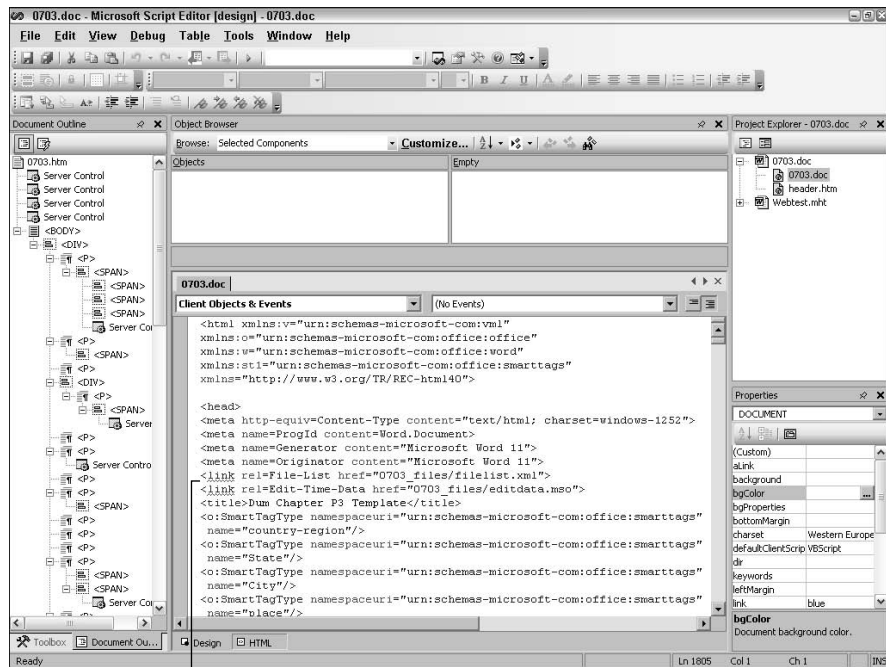 0703.doc - Microsoft Script Editor [design] - 0703.doc
File Edit View Debug Table Tools Window Help
B I U A
Document Outline
0703.htm
Server Control
Server Control
Server Control
Server Control
<BODY>
<DIV>
<P>
<SPAN>
<SPAN>
<SPAN>
<SPAN>
Server Cor
<P>
<SPAN>
<P>
<DIV>
<P>
<SPAN>
Server
<P>
<P>
Server Contro
<P>
<SPAN>
<P>
<P>
<P>
<SPAN>
<SPAN>
Server Cor
<P>
Toolbox Document Ou...
Object Browser
Browse: Selected Components Customize...
Objects Empty
0703.doc
Client Objects & Events (No Events)
<html xmlns:v="urn:schemas-microsoft-com:vml"
xmlns:o="urn:schemas-microsoft-com:office:office"
xmlns:w="urn:schemas-microsoft-com:office:word"
xmlns:st1="urn:schemas-microsoft-com:office:smarttags"
xmlns="http://www.w3.org/TR/REC-html40">
<head>
<meta http-equiv=Content-Type content="text/html; charset=windows-1252">
<meta name=ProgId content=Word.Document>
<meta name=Generator content="Microsoft Word 11">
<meta name=Originator content="Microsoft Word 11">
<link rel=File-List href="0703_files/filelist.xml">
<link rel=Edit-Time-Data href="0703_files/editdata.mso">
<title>Dum Chapter P3 Template</title>
<o:SmartTagType namespaceuri="urn:schemas-microsoft-com:office:smarttags"
name="country-region"/>
<o:SmartTagType namespaceuri="urn:schemas-microsoft-com:office:smarttags"
name="State"/>
<o:SmartTagType namespaceuri="urn:schemas-microsoft-com:office:smarttags"
name="City"/>
<o:SmartTagType namespaceuri="urn:schemas-microsoft-com:office:smarttags"
name="place"/>
Design HTML
Project Explorer - 0703.doc
0703.doc
0703.doc
header.htm
Webtest.mht
Properties
DOCUMENT
(Custom)
aLink
background
bgColor ...
bgProperties
bottomMargin
charset Western Europe
defaultClientScrip VBScript
dir
keywords
leftMargin
link blue
bgColor
Document background color.
Ready Ln 1805 Col 1 Ch 1 INS